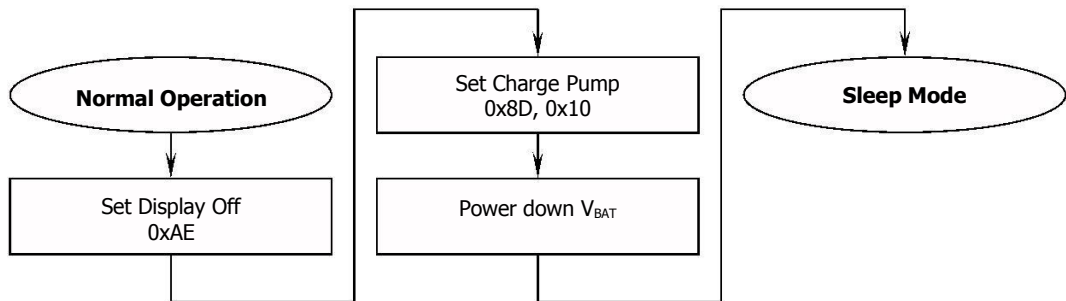 Normal Operation
Set Display Off
0xAE
Set Charge Pump
0x8D, 0x10
Power down VBAT
Sleep Mode